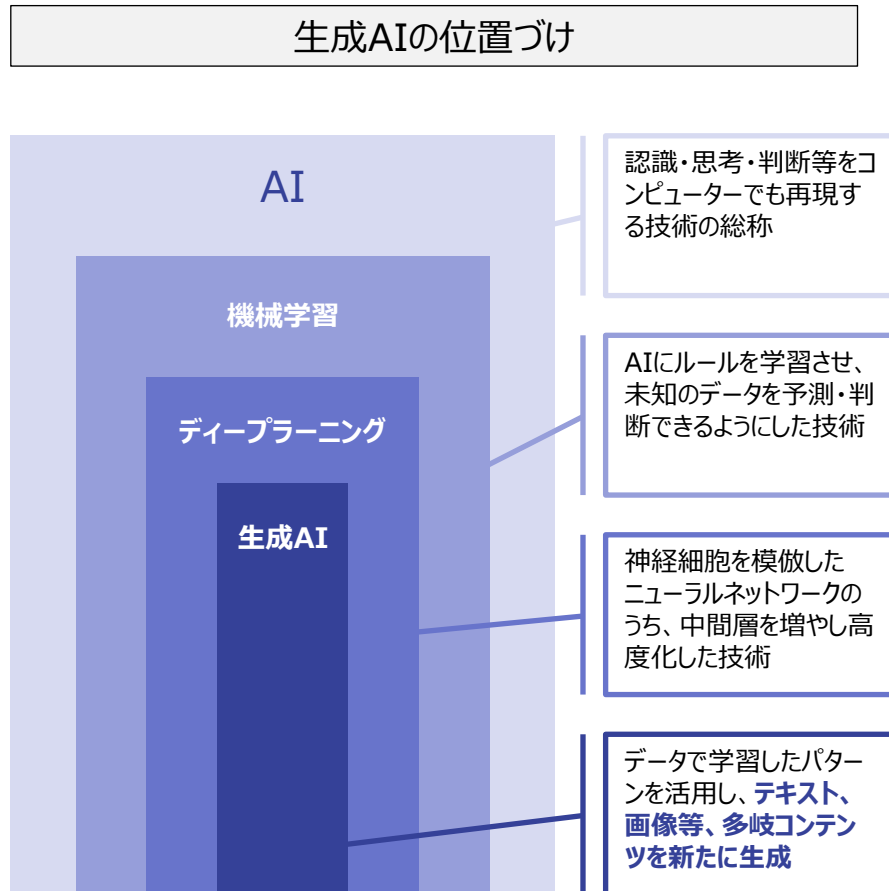 生成AIの位置づけ
AI
認識・思考・判断等をコ
ンピューターでも再現す
る技術の総称
機械学習
AIにルールを学習させ、
未知のデータを予測・判
断できるようにした技術
ディープラーニング
生成AI
神経細胞を模倣した
ニューラルネットワークの
うち、中間層を増やし高
度化した技術
データで学習したパター
ンを活用し、テキスト、
画像等、多岐コンテン
ツを新たに生成